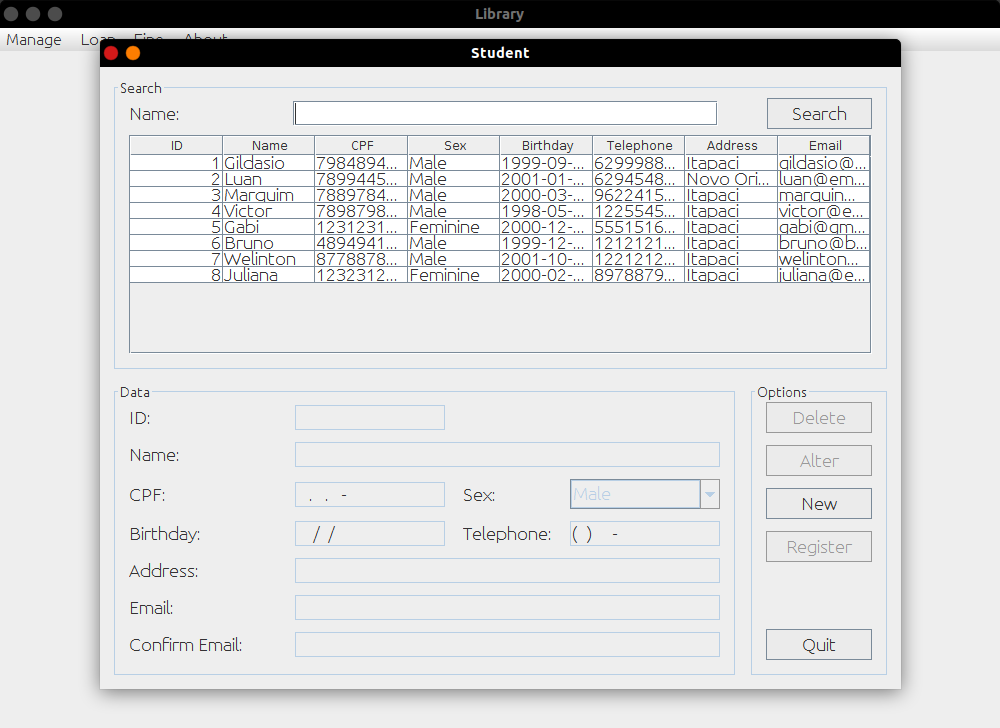 Library
Manage Loan Fine About
Student
Search
Name: Search
ID Name CPF Sex Birthday Telephone Address Email
1 Gildasio 7984894... Male 1999-09-... 6299988... Itapaci gildasio@...
2 Luan 7899445... Male 2001-01-... 6294548... Novo Ori... luan@em...
3 Marquim 7889784... Male 2000-03-... 9622415... Itapaci marquin...
4 Victor 7898798... Male 1998-05-... 1225545... Itapaci victor@e...
5 Gabi 1231231... Feminine 2000-12-... 5551516... Itapaci gabi@gm...
6 Bruno 4894941... Male 1999-12-... 1212121... Itapaci bruno@b...
7 Welinton 8778878... Male 2001-10-... 1221212... Itapaci welinton...
8 Juliana 1232312... Feminine 2000-02-... 8978879... Itapaci juliana@e...
Data Options
ID: Delete
Name: Alter
CPF: . . - Sex: Male New
Birthday: / / Telephone: ( ) - Register
Address:
Email:
Confirm Email: Quit